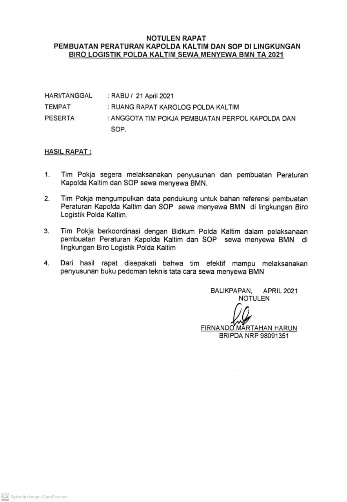 NOTULEN RAPAT
PEMBUATAN PERATURAN KAPOLDA KALTIM DAN SOP DI LINGKUNGAN
BIRO LOGISTIK POLDA KALTIM SEWA MENYEWA BMN TA 2021
HARI/TANGGAL : RABU / 21 April 2021
TEMPAT : RUANG RAPAT KAROLOG POLDA KALTIM
PESERTA : ANGGOTA TIM POKJA PEMBUATAN PERPOL KAPOLDA DAN
SOP.
HASIL RAPAT :
1. Tim Pokja segera melaksanakan penyusunan dan pembuatan Peraturan
Kapolda Kaltim dan SOP sewa menyewa BMN.
2. Tim Pokja mengumpulkan data pendukung untuk bahan referensi pembuatan
Peraturan Kapolda Kaltim dan SOP sewa menyewa BMN di lingkungan Biro
Logistik Polda Kaltim.
3. Tim Pokja berkoordinasi dengan Bidkum Polda Kaltim dalam pelaksanaan
pembuatan Peraturan Kapolda Kaltim dan SOP sewa menyewa BMN di
lingkungan Biro Logistik Polda Kaltim
4. Dari hasil rapat disepakati bahwa tim efektif mampu melaksanakan
penyusunan buku pedoman teknis tata cara sewa menyewa BMN
BALIKPAPAN, APRIL 2021
NOTULEN
FIRNANDO MARTAHAN HARUN
BRIPDA NRP 98091351